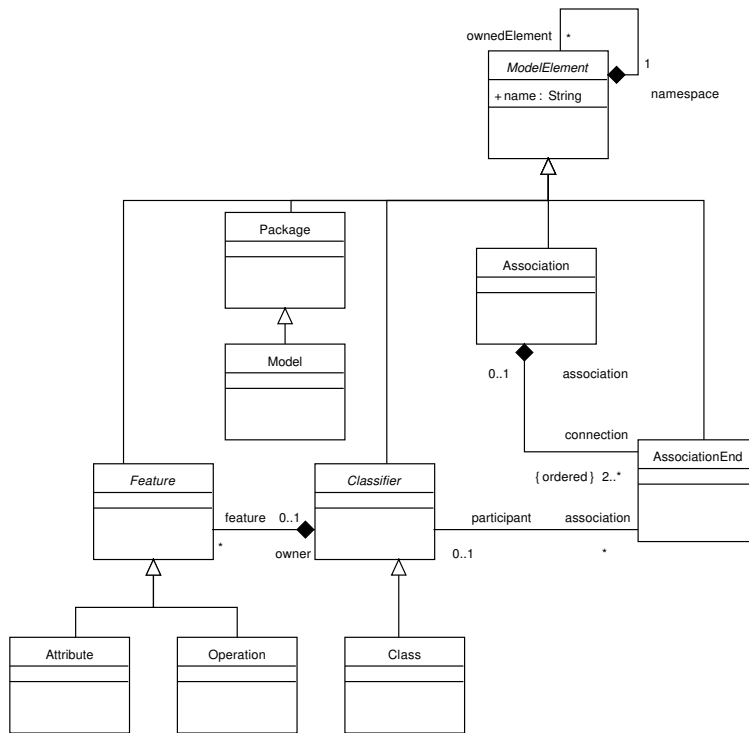 ownedElement *
ModelElement
1
+ name : String
namespace
Package
Association
Model
0..1 association
connection
AssociationEnd
{ ordered } 2..*
Feature
Classifier
feature 0..1
participant association
*
owner
0..1
*
Attribute
Operation
Class